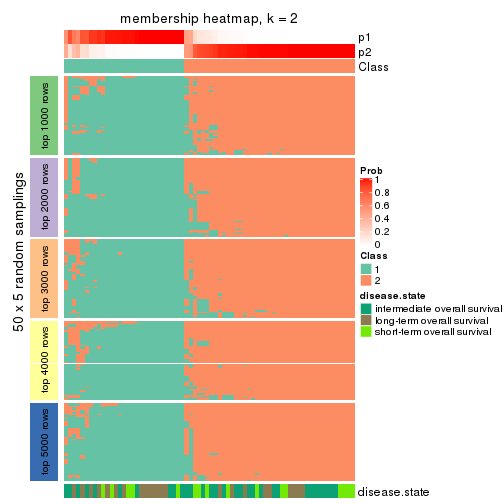 membership heatmap, k = 2
p1
p2
Class
50 x 5 random samplings
top 1000 rows
top 2000 rows
top 3000 rows
top 4000 rows
top 5000 rows
Prob
1
0.8
0.6
0.4
0.2
0
Class
1
2
disease.state
intermediate overall survival
long-term overall survival
short-term overall survival
disease.state